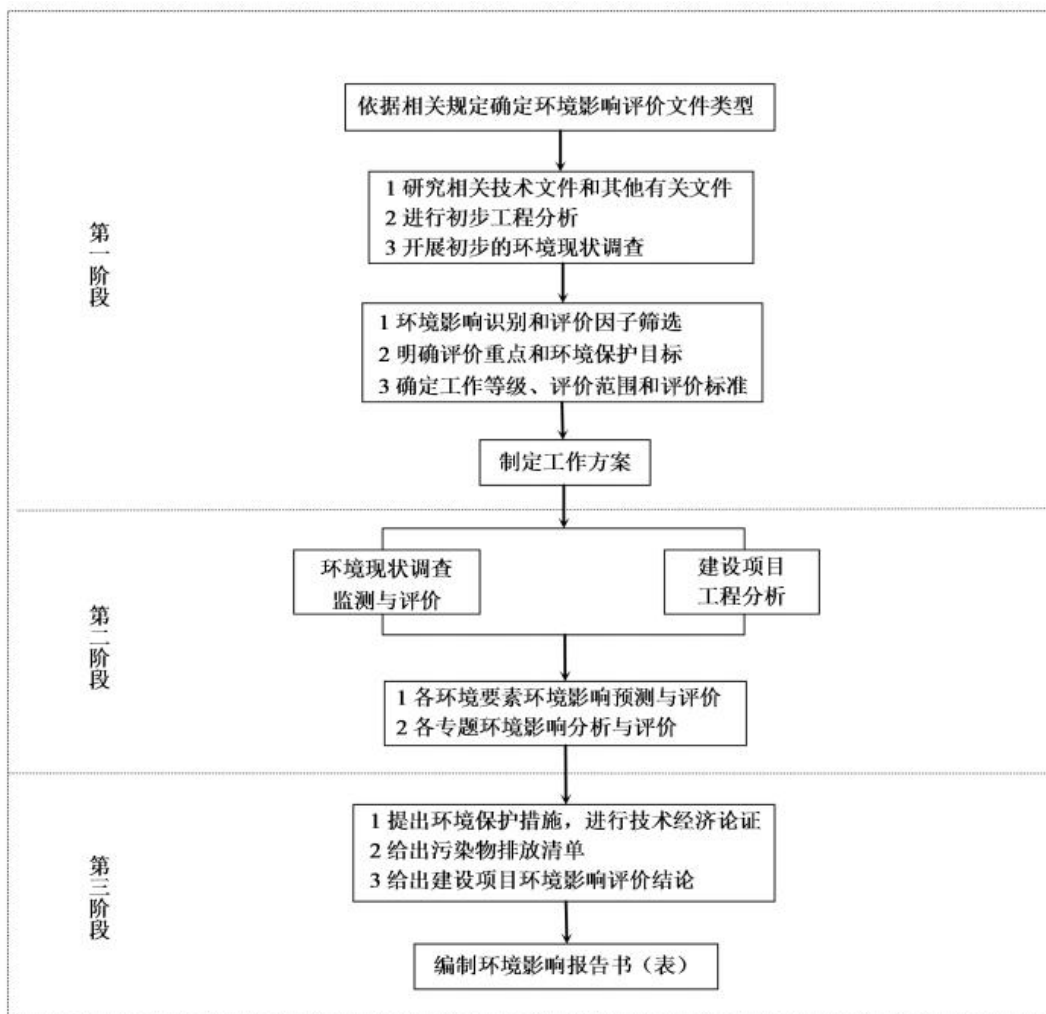 依据相关规定确定环境影响评价文件类型
1 研究相关技术文件和其他有关文件
2 进行初步工程分析
3 开展初步的环境现状调查
第一阶段
1 环境影响识别和评价因子筛选
2 明确评价重点和环境保护目标
3 确定工作等级、评价范围和评价标准
制定工作方案
环境现状调查
监测与评价
建设项目
工程分析
第二阶段
1 各环境要素环境影响预测与评价
2 各专题环境影响分析与评价
1 提出环境保护措施，进行技术经济论证
2 给出污染物排放清单
3 给出建设项目环境影响评价结论
第三阶段
编制环境影响报告书（表）